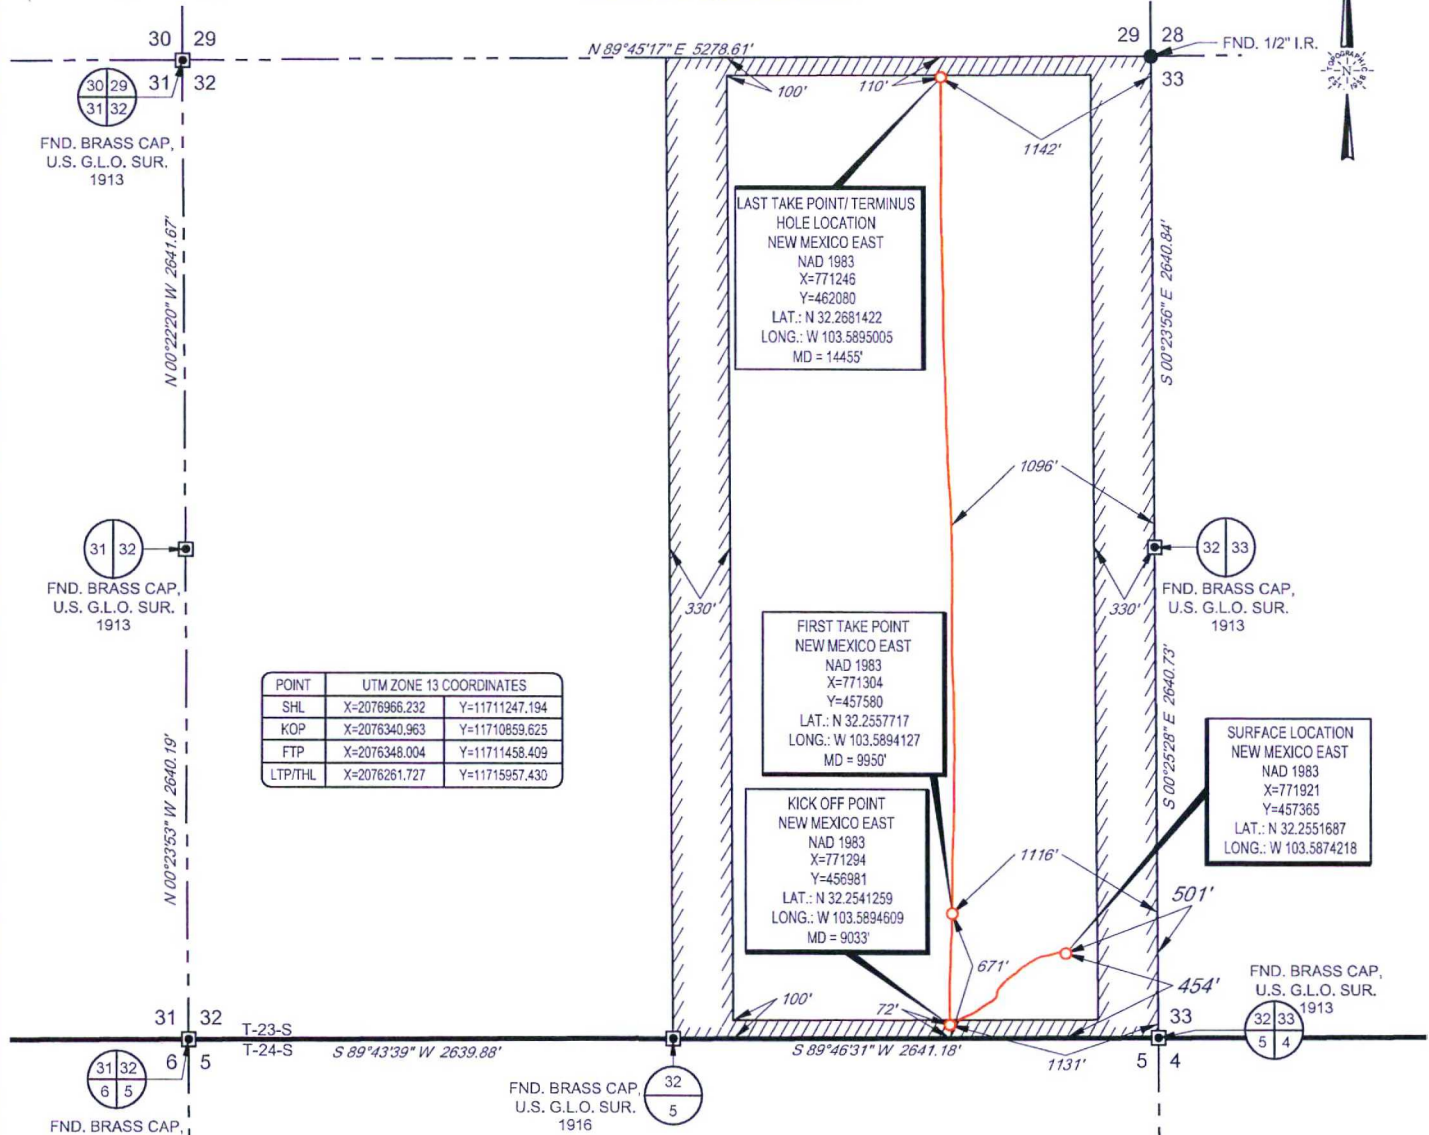 30 29
31 32
30 29
31 32
FND. BRASS CAP,
U.S. G.L.O. SUR.
1913
N 89°45'17" E 5278.61'
29 28
33
FND. 1/2" I.R.
N
100'
110'
1142'
LAST TAKE POINT/ TERMINUS
HOLE LOCATION
NEW MEXICO EAST
NAD 1983
X=771246
Y=462080
LAT.: N 32.2681422
LONG.: W 103.5895005
MD = 14455'
N 00°22'20" W 2641.67'
S 00°23'56" E 2640.84'
1096'
31 32
FND. BRASS CAP,
U.S. G.L.O. SUR.
1913
330'
330'
32 33
FND. BRASS CAP,
U.S. G.L.O. SUR.
1913
FIRST TAKE POINT
NEW MEXICO EAST
NAD 1983
X=771304
Y=457580
LAT.: N 32.2557717
LONG.: W 103.5894127
MD = 9950'
POINT UTM ZONE 13 COORDINATES
SHL X=2076966.232 Y=11711247.194
KOP X=2076340.963 Y=11710859.625
FTP X=2076348.004 Y=11711458.409
LTP/THL X=2076261.727 Y=11715957.430
N 00°23'53" W 2640.19'
S 00°25'28" E 2640.73'
SURFACE LOCATION
NEW MEXICO EAST
NAD 1983
X=771921
Y=457365
LAT.: N 32.2551687
LONG.: W 103.5874218
KICK OFF POINT
NEW MEXICO EAST
NAD 1983
X=771294
Y=456981
LAT.: N 32.2541259
LONG.: W 103.5894609
MD = 9033'
1116'
501'
671'
454'
100'
72'
1131'
FND. BRASS CAP,
U.S. G.L.O. SUR.
1913
32 33
5 4
31 32
6 5
T-23-S
T-24-S
S 89°43'39" W 2639.88'
S 89°46'31" W 2641.18'
33
5 4
31 32
6 5
FND. BRASS CAP,
FND. BRASS CAP,
U.S. G.L.O. SUR.
1916
32
5